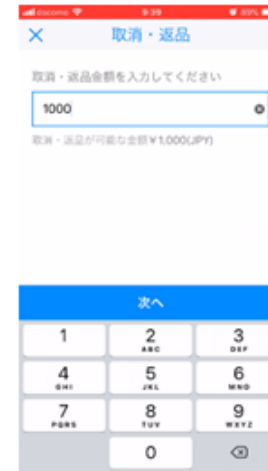 docomo 9:39 89%
取消・返品
取消・返品金額を入力してください
1000
取消・返品が可能な金額￥1,000(JPY)
次へ
1 2 3
ABC DEF
4 5 6
GHI JKL MNO
7 8 9
PQRS TUV WXYZ
0